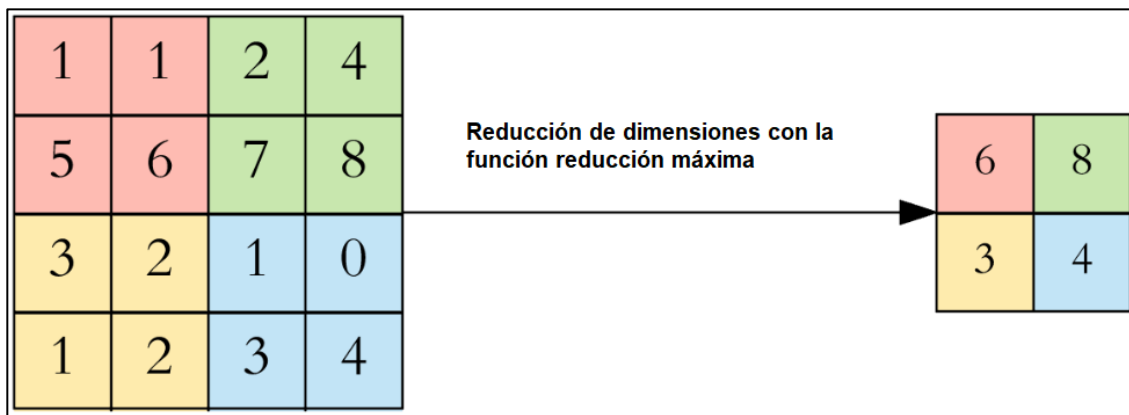 1 1 2 4
Reducción de dimensiones con la
función reducción máxima
5 6 7 8
6 8
3 2 1 0
3 4
1 2 3 4